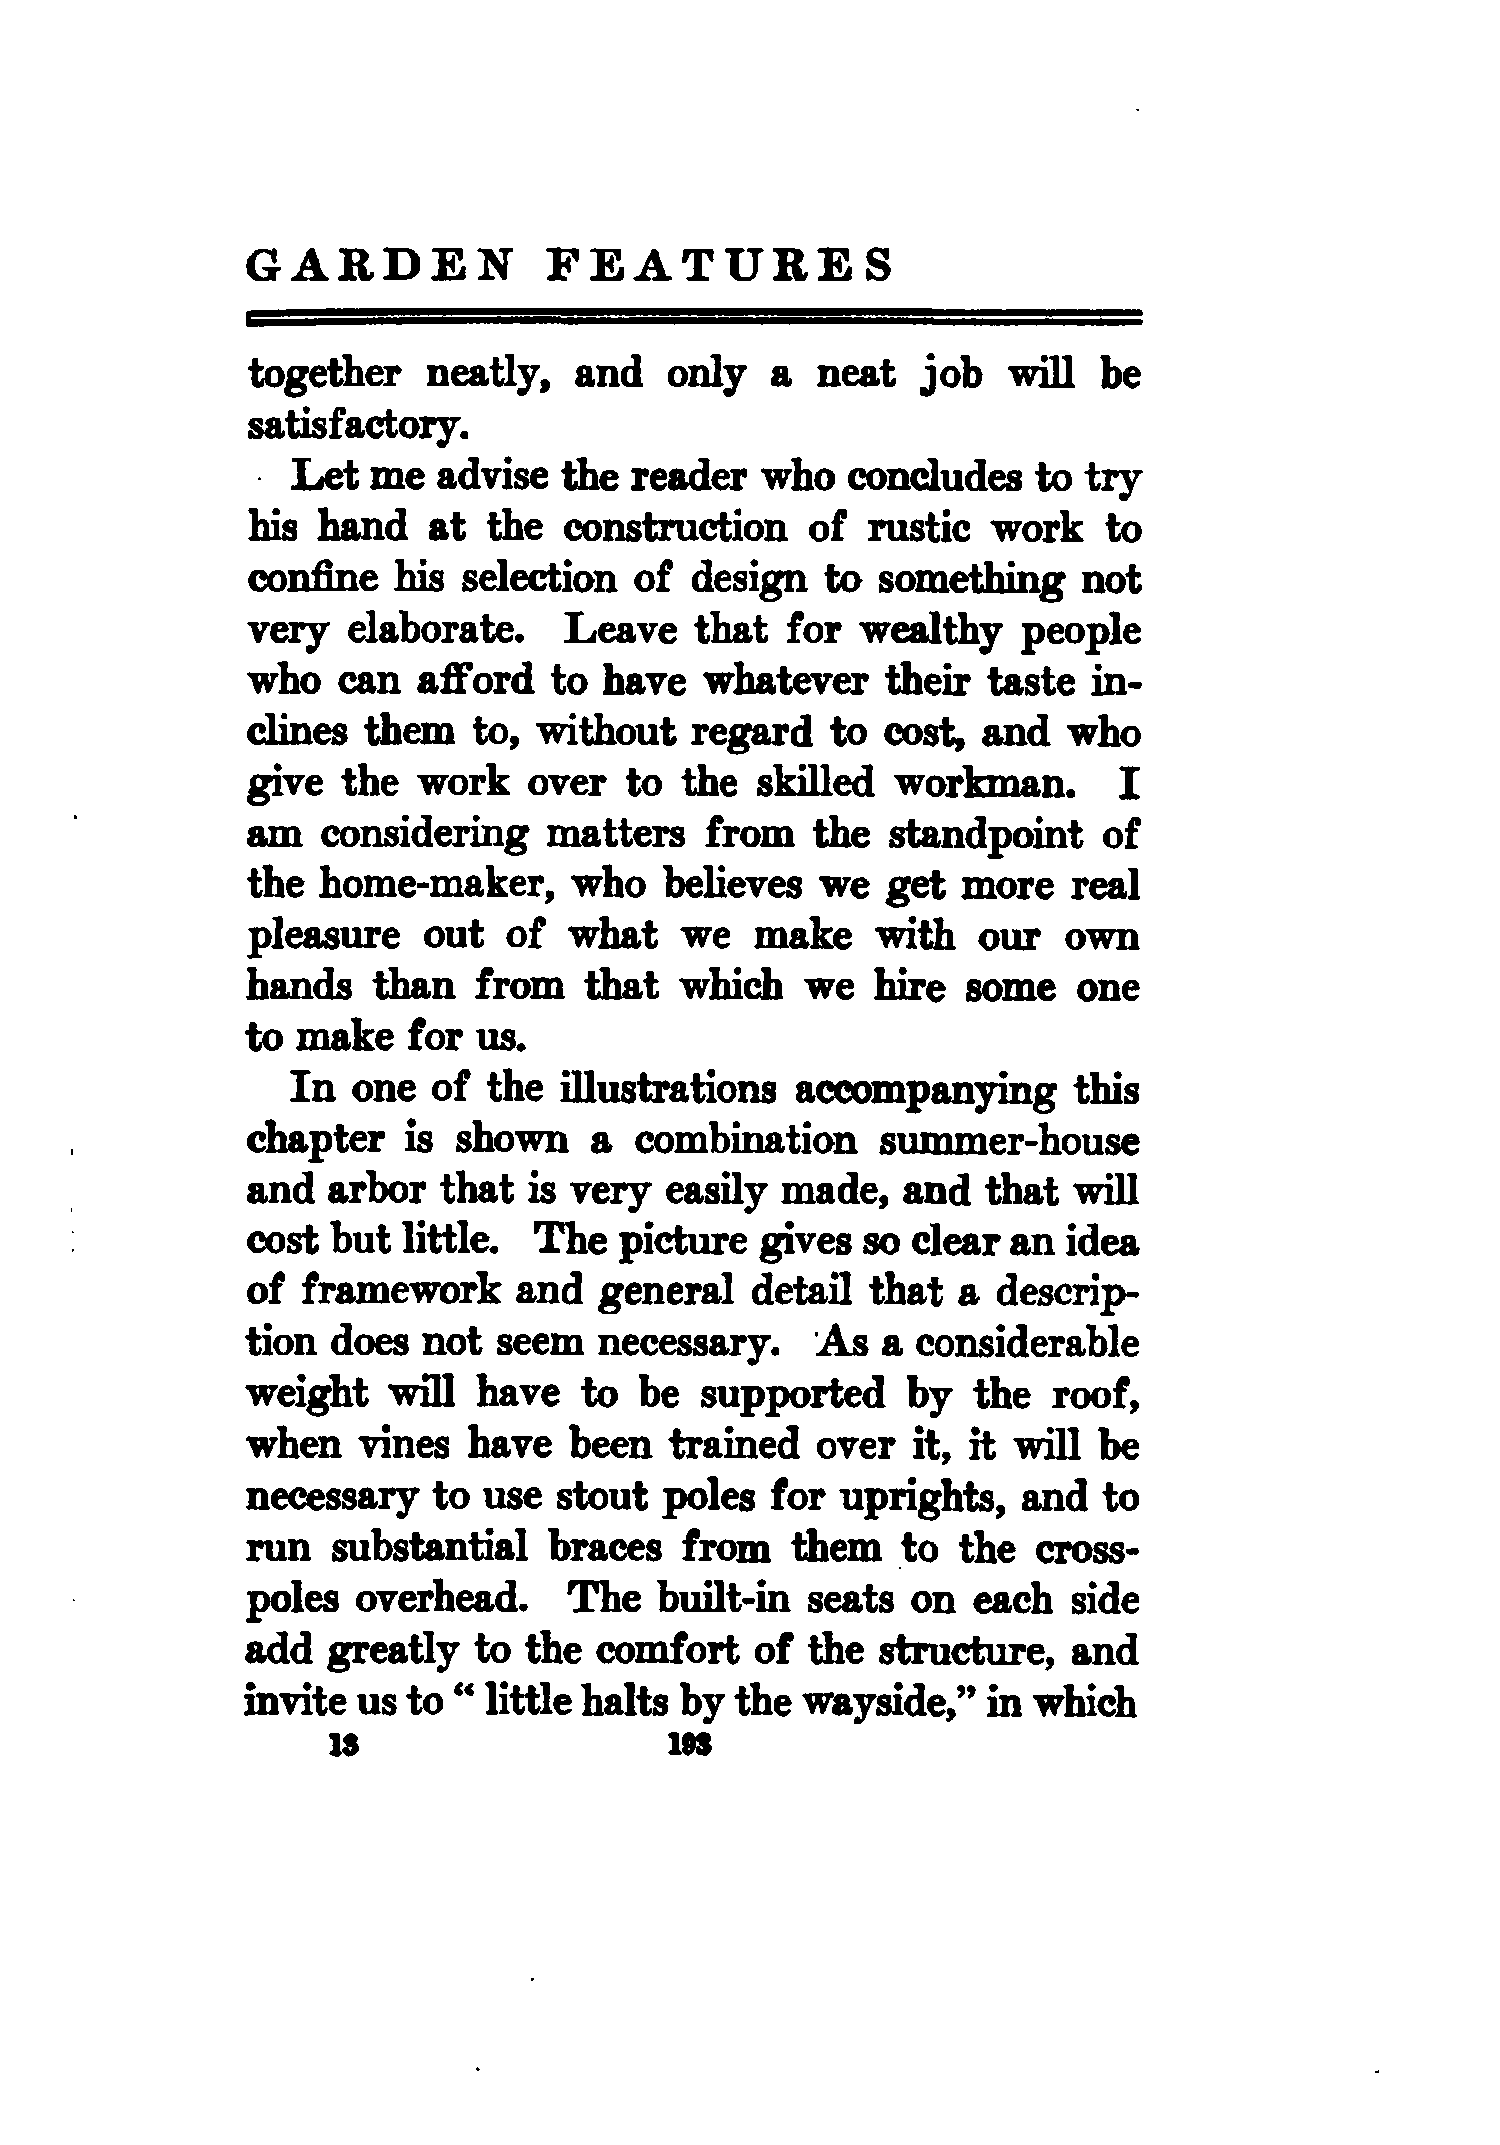 GARDEN FEATURES
together neatly, and only a neat job will be
satisfactory.
Let me advise the reader who concludes to try
his hand at the construction of rustic work to
confine his selection of design to something not
very elaborate. Leave that for wealthy people
who can afford to have whatever their taste in-
clines them to, without regard to cost, and who
give the work over to the skilled workman. I
am considering matters from the standpoint of
the home-maker, who believes we get more real
pleasure out of what we make with our own
hands than from that which we hire some one
to make for us.
In one of the illustrations accompanying this
chapter is shown a combination summer-house
and arbor that is very easily made, and that will
cost but little. The picture gives so clear an idea
of framework and general detail that a descrip-
tion does not seem necessary. As a considerable
weight will have to be supported by the roof,
when vines have been trained over it, it will be
necessary to use stout poles for uprights, and to
run substantial braces from them to the cross-
poles overhead. The built-in seats on each side
add greatly to the comfort of the structure, and
invite us to “ little halts by the wayside,” in which
13 193